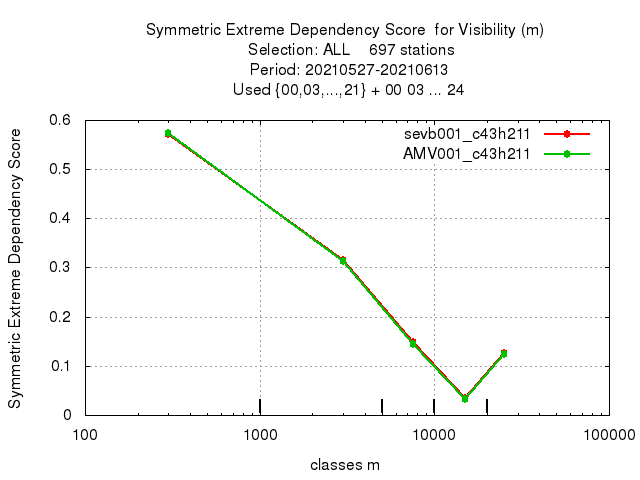 Symmetric Extreme Dependency Score  for Visibility (m)
Selection: ALL    697 stations
Period: 20210527-20210613
Used {00,03,...,21} + 00 03 ... 24
sevb001_c43h211
AMV001_c43h211
Symmetric Extreme Dependency Score
0.6
0.5
0.4
0.3
0.2
0.1
0
100
1000
10000
100000
classes m